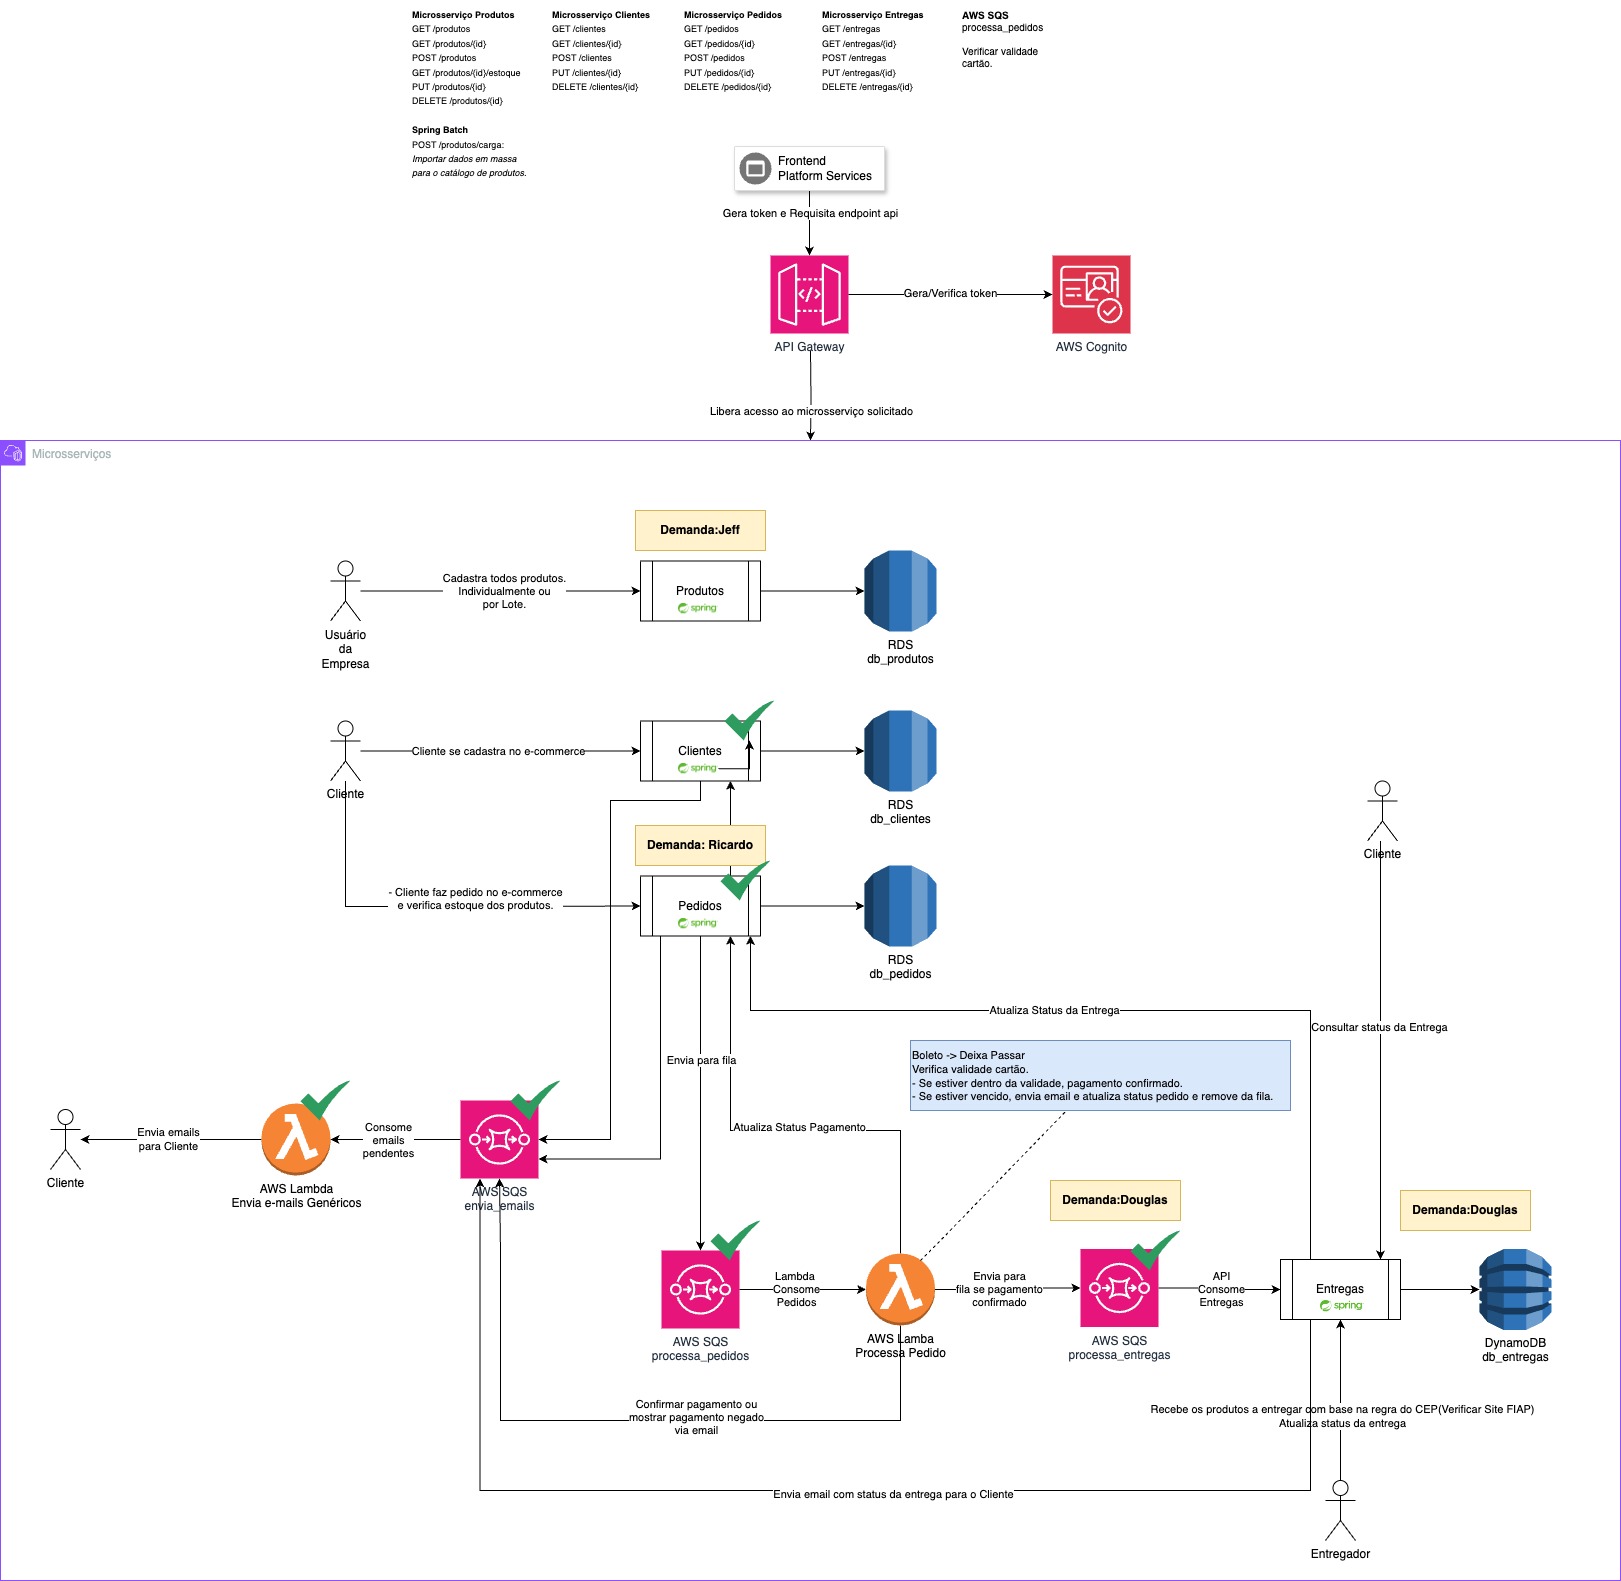 Microsserviço Produtos
GET /produtos
GET /produtos/{id}
POST /produtos
GET /produtos/{id}/estoque
PUT /produtos/{id}
DELETE /produtos/{id}
Spring Batch
POST /produtos/carga:
Importar dados em massa
para o catálogo de produtos.
Microsserviço Clientes
GET /clientes
GET /clientes/{id}
POST /clientes
PUT /clientes/{id}
DELETE /clientes/{id}
Microsserviço Pedidos
GET /pedidos
GET /pedidos/{id}
POST /pedidos
PUT /pedidos/{id}
DELETE /pedidos/{id}
Microsserviço Entregas
GET /entregas
GET /entregas/{id}
POST /entregas
PUT /entregas/{id}
DELETE /entregas/{id}
AWS SQS
processa_pedidos
Verificar validade
cartão.
Frontend
Platform Services
Gera token e Requisita endpoint api
Gera/Verifica token
API Gateway
AWS Cognito
Libera acesso ao microsserviço solicitado
Microsserviços
Demanda:Jeff
Cadastra todos produtos.
Individualmente ou
por Lote.
Produtos
spring
Usuário
da
Empresa
RDS
db_produtos
Cliente se cadastra no e-commerce
Clientes
spring
Cliente
RDS
db_clientes
Demanda: Ricardo
Cliente
- Cliente faz pedido no e-commerce
e verifica estoque dos produtos.
Pedidos
spring
RDS
db_pedidos
Atualiza Status da Entrega
Consultar status da Entrega
Envia para fila
Boleto -> Deixa Passar
Verifica validade cartão.
- Se estiver dentro da validade, pagamento confirmado.
- Se estiver vencido, envia email e atualiza status pedido e remove da fila.
Atualiza Status Pagamento
Envia emails
para Cliente
Consome
emails
pendentes
Cliente
AWS Lambda
Envia e-mails Genéricos
AWS SQS
envia_emails
Demanda:Douglas
Demanda:Douglas
Lambda
Consome
Pedidos
Envia para
fila se pagamento
confirmado
API
Consome
Entregas
Entregas
spring
AWS SQS
processa_pedidos
AWS Lamba
Processa Pedido
AWS SQS
processa_entregas
DynamoDB
db_entregas
Confirmar pagamento ou
mostrar pagamento negado
via email
Recebe os produtos a entregar com base na regra do CEP(Verificar Site FIAP)
Atualiza status da entrega
Envia email com status da entrega para o Cliente
Entregador